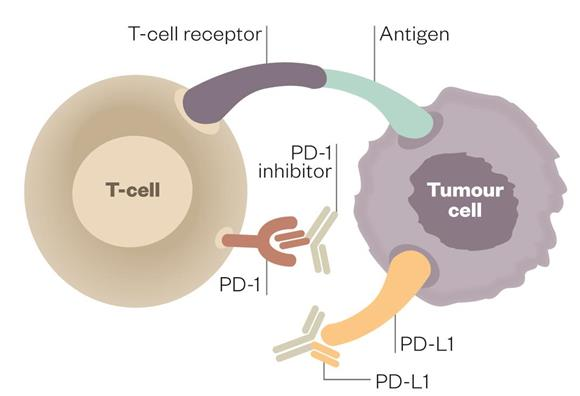 T-cell receptor
Antigen
PD-1
inhibitor
T-cell
Tumour
cell
PD-1
PD-L1
PD-L1